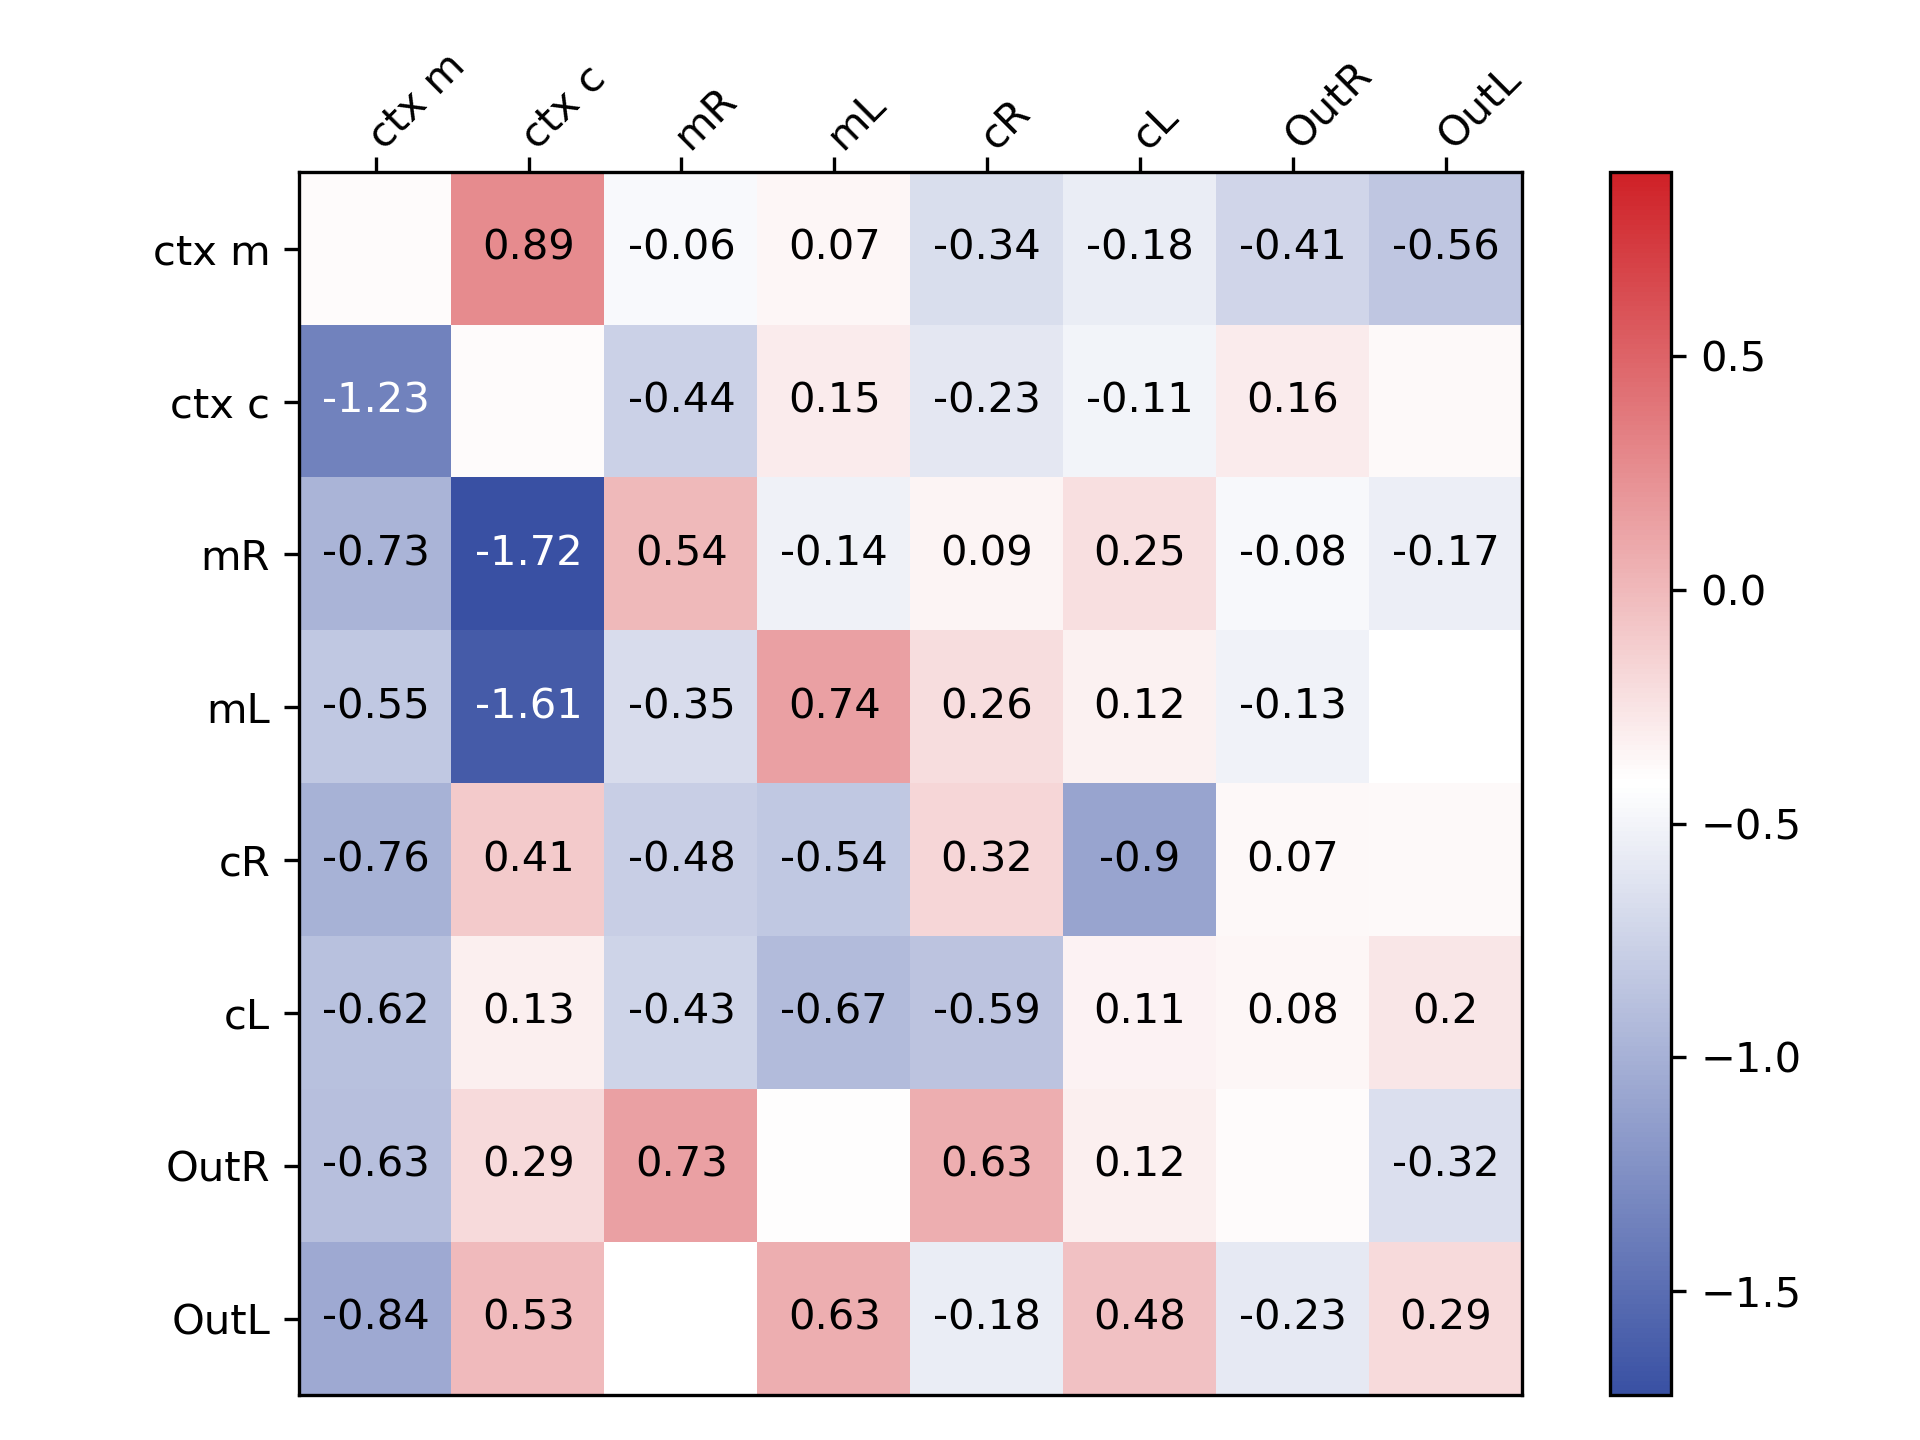 ctx m ctx c mR mL cR cL OutR OutL
ctx m 0.89 -0.06 0.07 -0.34 -0.18 -0.41 -0.56
0.5
ctx c -1.23 -0.44 0.15 -0.23 -0.11 0.16
mR -0.73 -1.72 0.54 -0.14 0.09 0.25 -0.08 -0.17
0.0
mL -0.55 -1.61 -0.35 0.74 0.26 0.12 -0.13
−0.5
cR -0.76 0.41 -0.48 -0.54 0.32 -0.9 0.07
cL -0.62 0.13 -0.43 -0.67 -0.59 0.11 0.08 0.2
−1.0
OutR -0.63 0.29 0.73 0.63 0.12 -0.32
−1.5
OutL -0.84 0.53 0.63 -0.18 0.48 -0.23 0.29